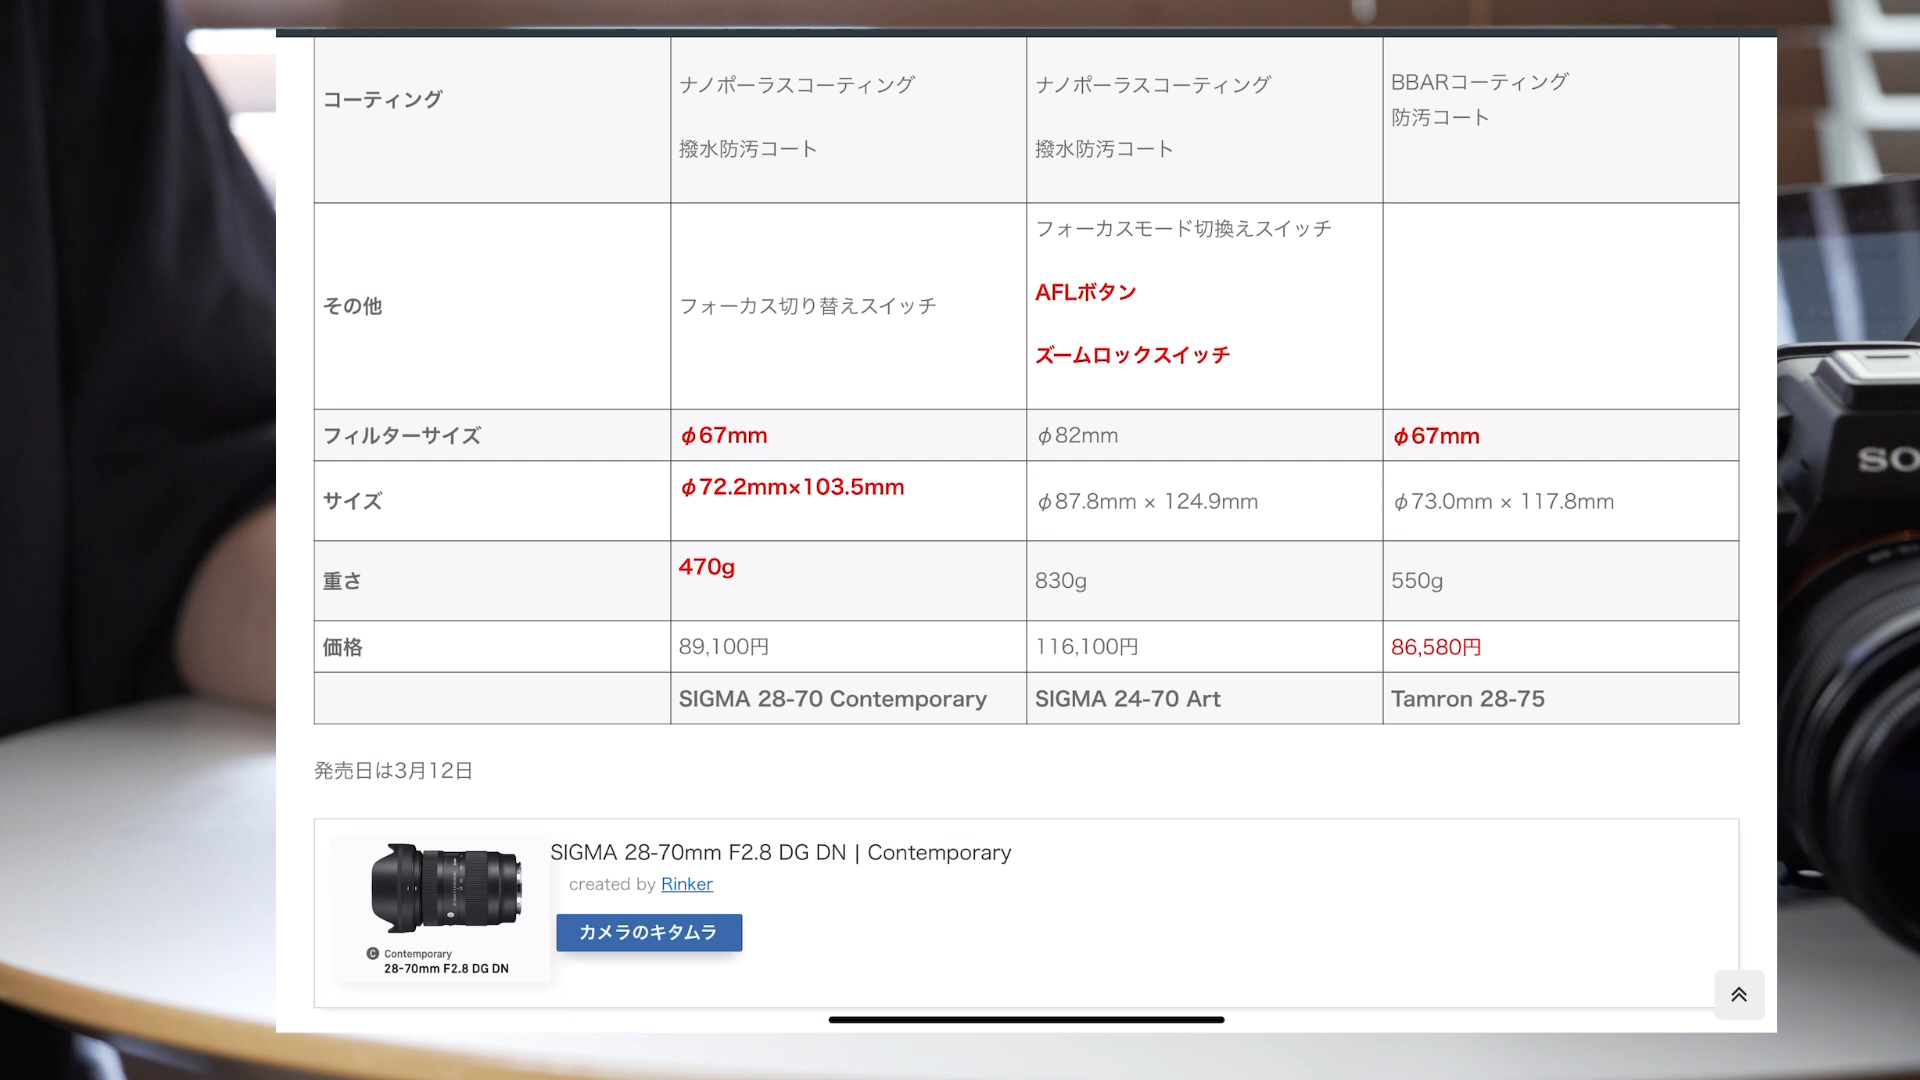 コーティング
ナノポーラスコーティング
撥水防汚コート
ナノポーラスコーティング
撥水防汚コート
BBARコーティング
防汚コート
その他
フォーカス切り替えスイッチ
フォーカスモード切換えスイッチ
AFLボタン
ズームロックスイッチ
フィルターサイズ
φ67mm
φ82mm
φ67mm
サイズ
φ72.2mm×103.5mm
φ87.8mm × 124.9mm
φ73.0mm × 117.8mm
重さ
470g
830g
550g
価格
89,100円
116,100円
86,580円
SIGMA 28-70 Contemporary
SIGMA 24-70 Art
Tamron 28-75
発売日は3月12日
SIGMA 28-70mm F2.8 DG DN | Contemporary
created by Rinker
カメラのキタムラ
C Contemporary
28-70mm F2.8 DG DN
SO